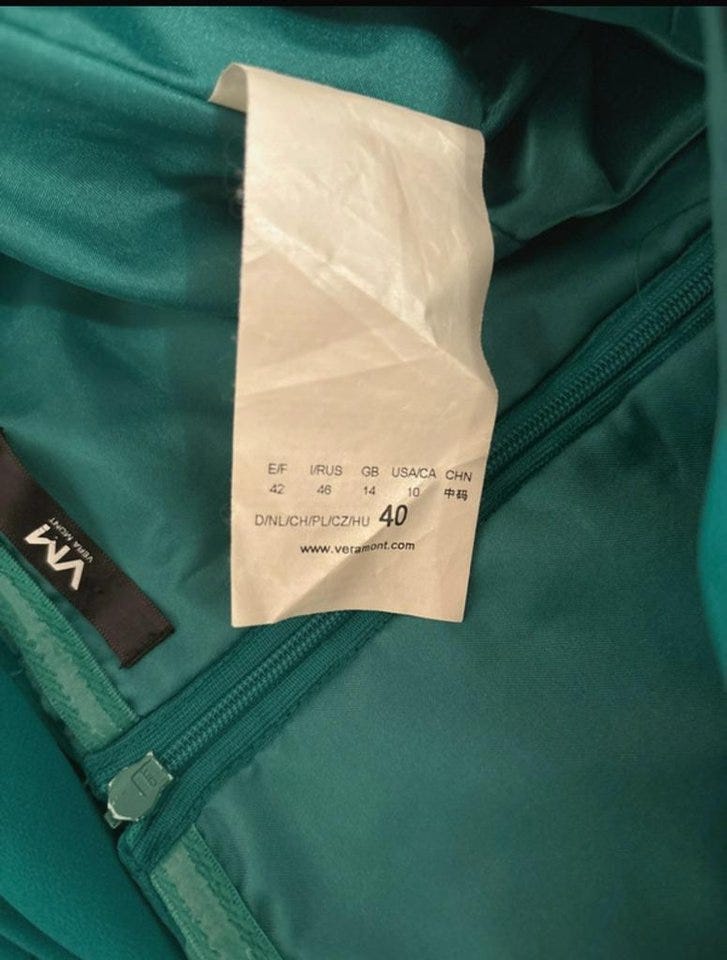 E/F I/RUS GB USA/CA CHN
42 46 14 10 中码
D/NL/CH/PL/CZ/HU 40
www.veramont.com
VM
VERA MONT